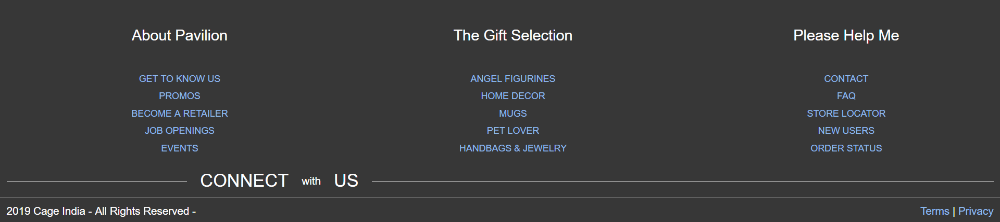 About Pavilion
GET TO KNOW US
PROMOS
BECOME A RETAILER
JOB OPENINGS
EVENTS
The Gift Selection
ANGEL FIGURINES
HOME DECOR
MUGS
PET LOVER
HANDBAGS & JEWELRY
Please Help Me
CONTACT
FAQ
STORE LOCATOR
NEW USERS
ORDER STATUS
CONNECT with US
2019 Cage India - All Rights Reserved -
Terms | Privacy